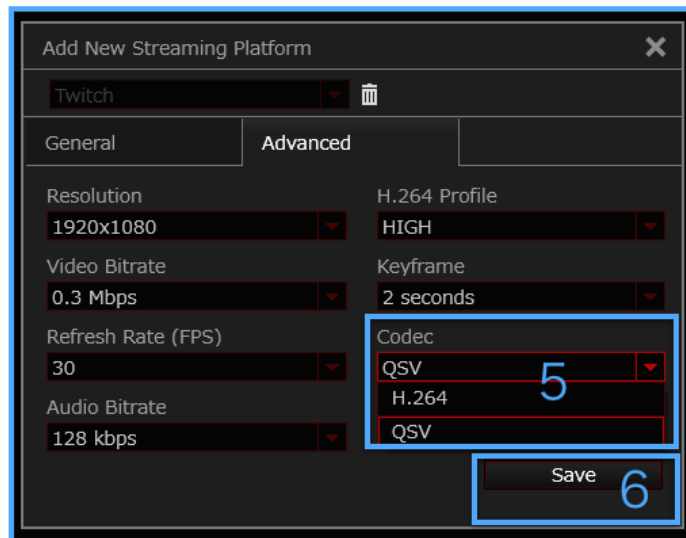 Add New Streaming Platform
Twitch
General
Advanced
Resolution
1920x1080
H.264 Profile
HIGH
Video Bitrate
0.3 Mbps
Keyframe
2 seconds
Refresh Rate (FPS)
30
Codec
QSV
5
H.264
QSV
Audio Bitrate
128 kbps
Save
6